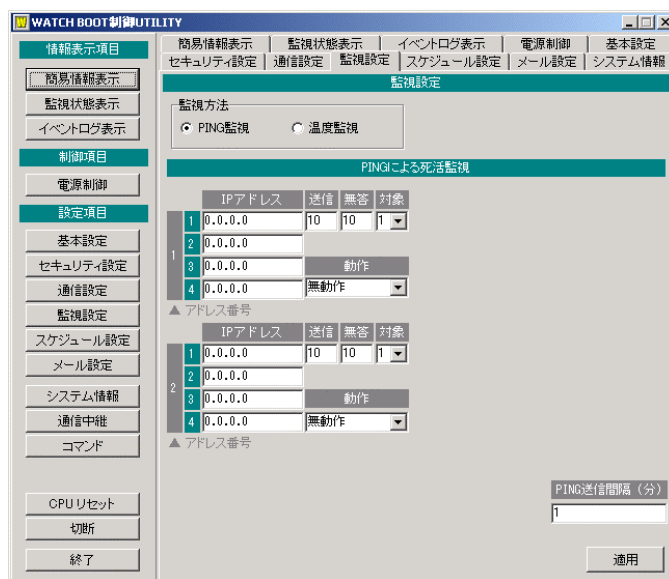 WATCH BOOT制御UTILITY
情報表示項目
簡易情報表示
監視状態表示
イベントログ表示
制御項目
電源制御
設定項目
基本設定
セキュリティ設定
通信設定
監視設定
スケジュール設定
メール設定
システム情報
通信中継
コマンド
CPUリセット
切断
終了
簡易情報表示 監視状態表示 イベントログ表示 電源制御 基本設定
セキュリティ設定 通信設定 監視設定 スケジュール設定 メール設定 システム情報
監視設定
監視方法
PING監視 温度監視
PINGによる死活監視
IPアドレス 送信 無答 対象
1 0.0.0.0 10 10 1
2 0.0.0.0
1
3 0.0.0.0 動作
4 0.0.0.0 無動作
▲ アドレス番号
IPアドレス 送信 無答 対象
1 0.0.0.0 10 10 1
2 0.0.0.0
2
3 0.0.0.0 動作
4 0.0.0.0 無動作
▲ アドレス番号
PING送信間隔（分）
1
適用